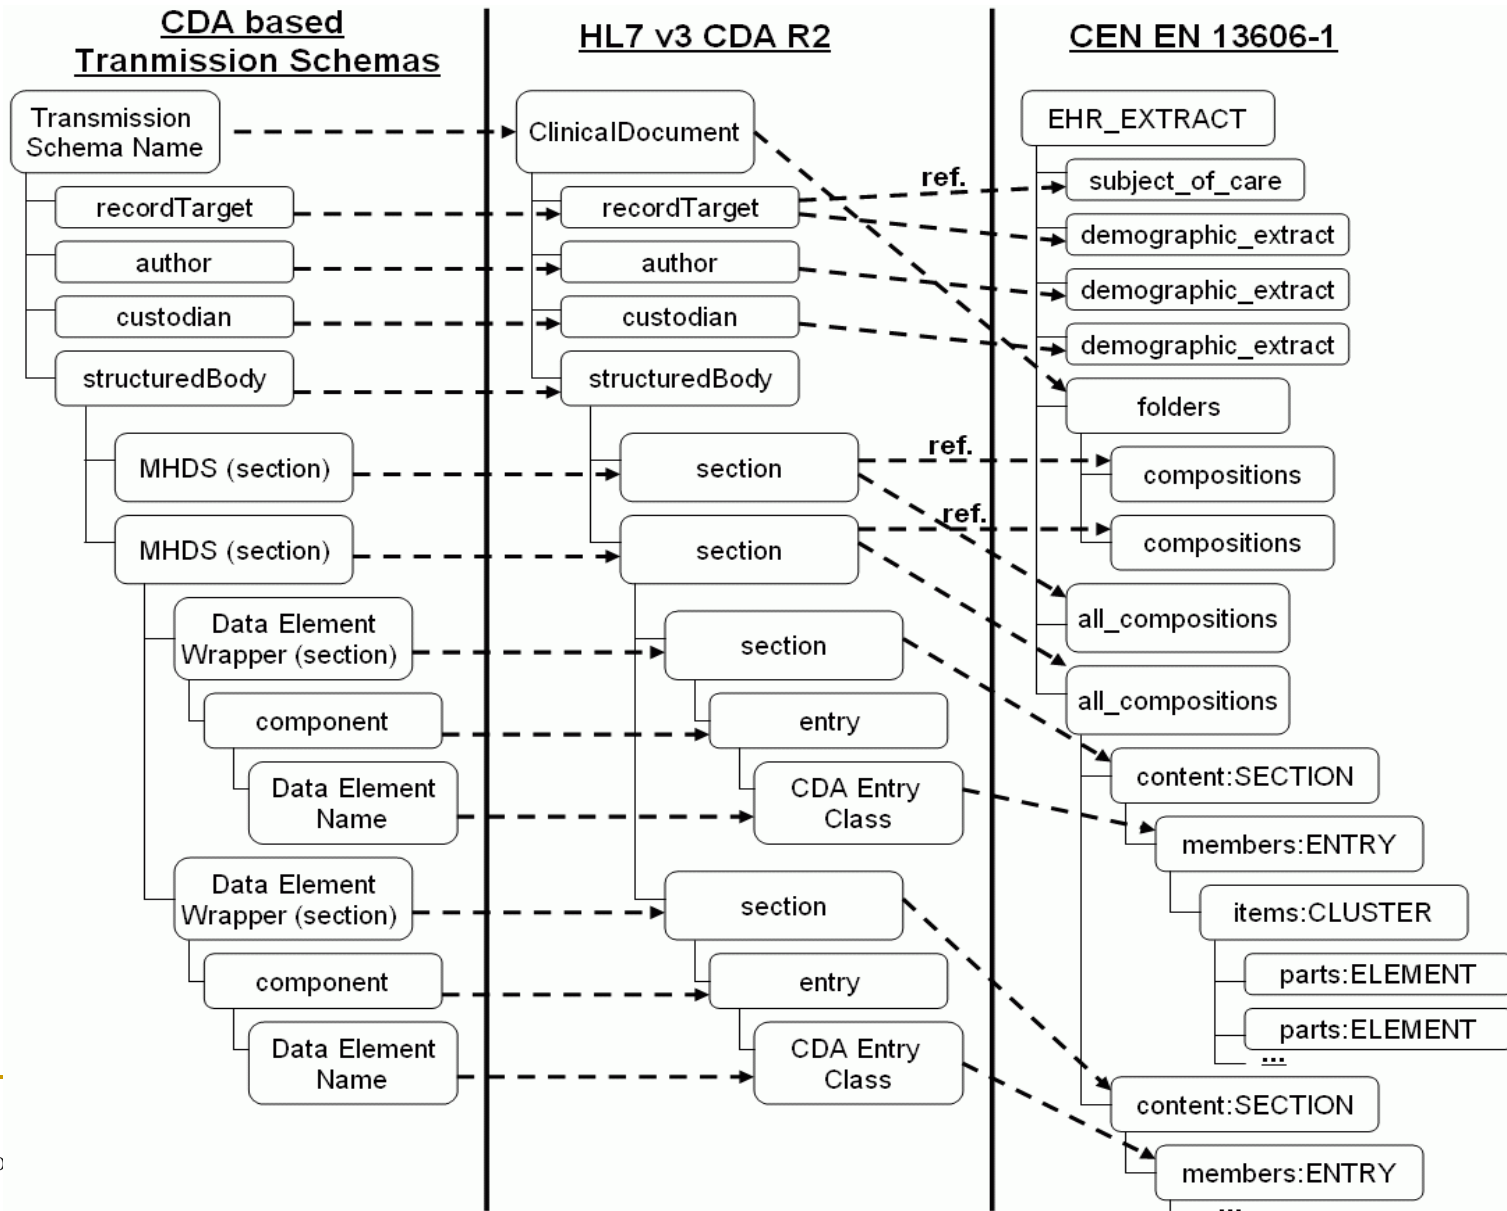 CDA based
Tranmission Schemas
Transmission
Schema Name
recordTarget
author
custodian
structuredBody
MHDS (section)
MHDS (section)
Data Element
Wrapper (section)
component
Data Element
Name
Data Element
Wrapper (section)
component
Data Element
Name
HL7 v3 CDA R2
ClinicalDocument
recordTarget
author
custodian
structuredBody
section
section
section
entry
CDA Entry
Class
section
entry
CDA Entry
Class
ref.
ref.
ref.
CEN EN 13606-1
EHR_EXTRACT
subject_of_care
demographic_extract
demographic_extract
demographic_extract
folders
compositions
compositions
all_compositions
all_compositions
content:SECTION
members:ENTRY
items:CLUSTER
parts:ELEMENT
parts:ELEMENT
...
content:SECTION
members:ENTRY
...